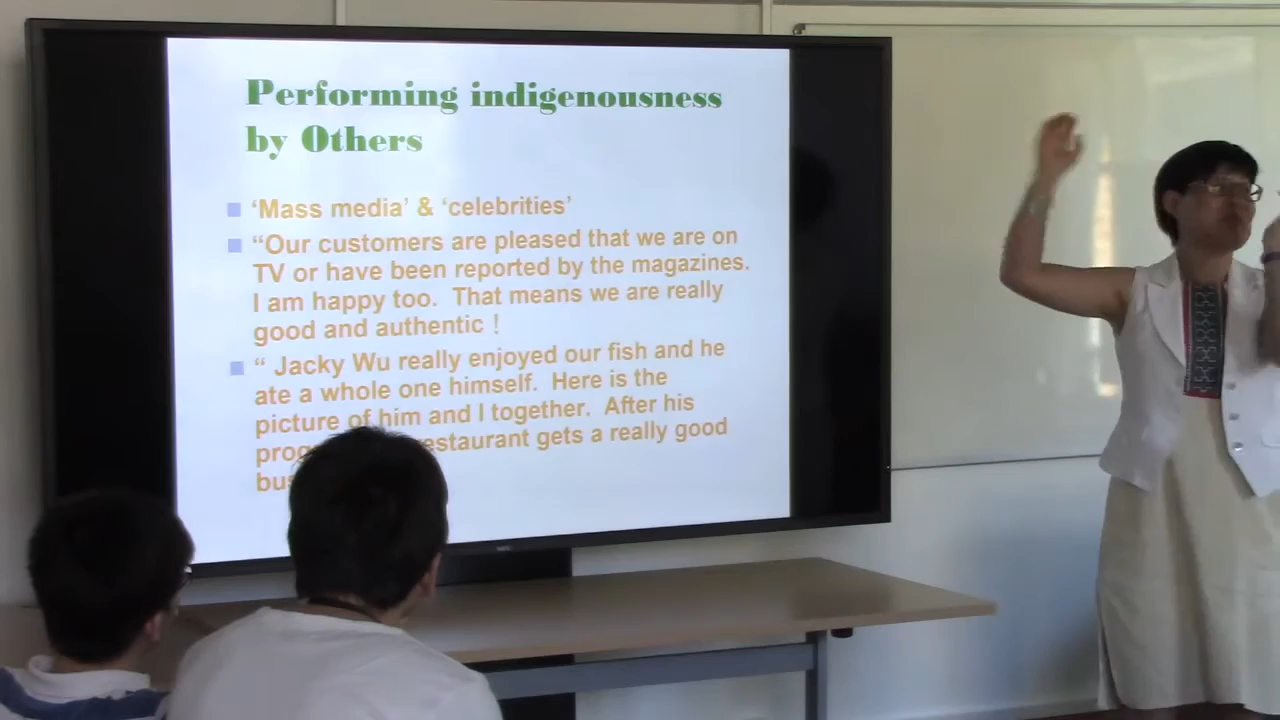 Performing indigenousness
by Others
‘Mass media’ & ‘celebrities’
“Our customers are pleased that we are on
TV or have been reported by the magazines.
I am happy too. That means we are really
good and authentic！
“ Jacky Wu really enjoyed our fish and he
ate a whole one himself. Here is the
picture of him and I together. After his
restaurant gets a really good